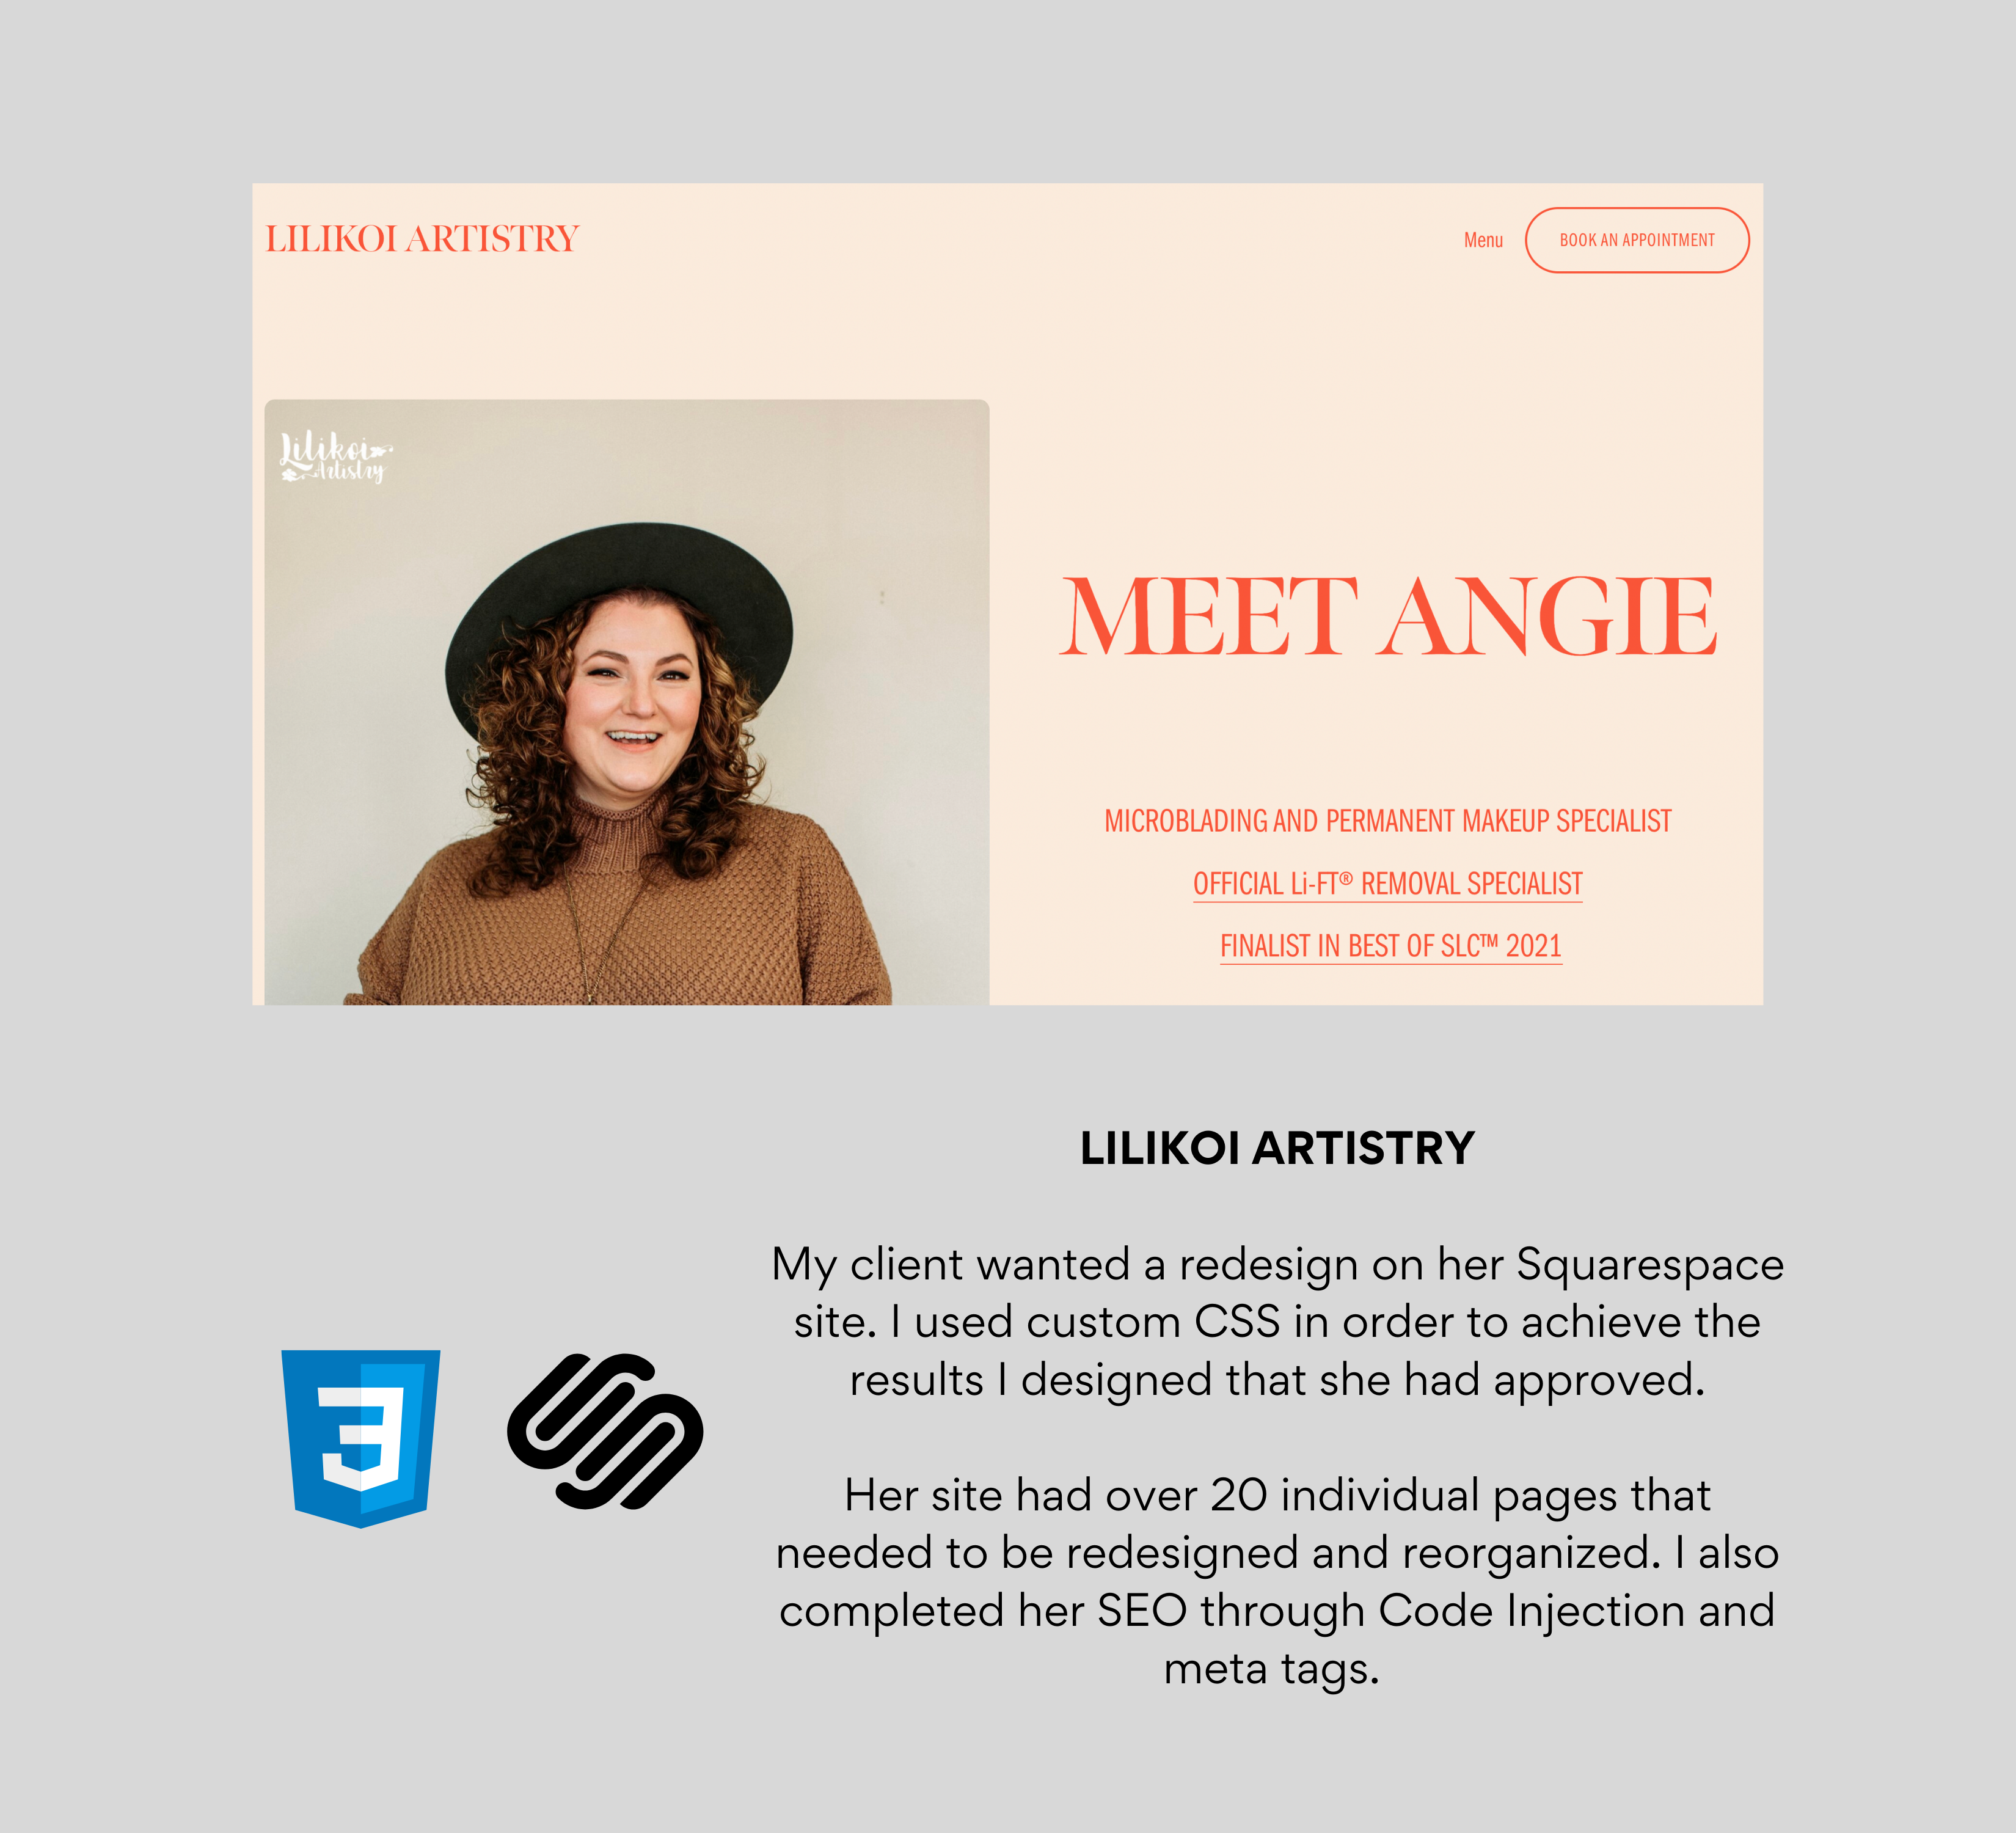 LILIKOI ARTISTRY
Menu
BOOK AN APPOINTMENT
Lilikoi
Artistry
MEET ANGIE
MICROBLADING AND PERMANENT MAKEUP SPECIALIST
OFFICIAL Li-FT® REMOVAL SPECIALIST
FINALIST IN BEST OF SLC™ 2021
LILIKOI ARTISTRY
My client wanted a redesign on her Squarespace
site. I used custom CSS in order to achieve the
results I designed that she had approved.
Her site had over 20 individual pages that
needed to be redesigned and reorganized. I also
completed her SEO through Code Injection and
meta tags.
3